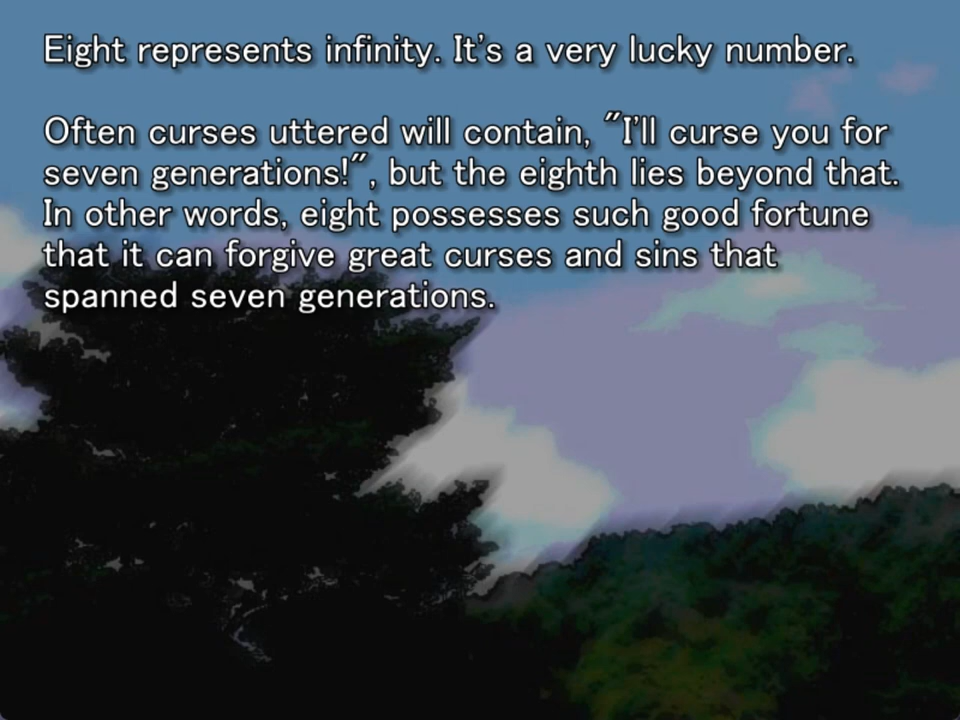 Eight represents infinity. It's a very lucky number.
Often curses uttered will contain, "I'll curse you for
seven generations!", but the eighth lies beyond that.
In other words, eight possesses such good fortune
that it can forgive great curses and sins that
spanned seven generations.